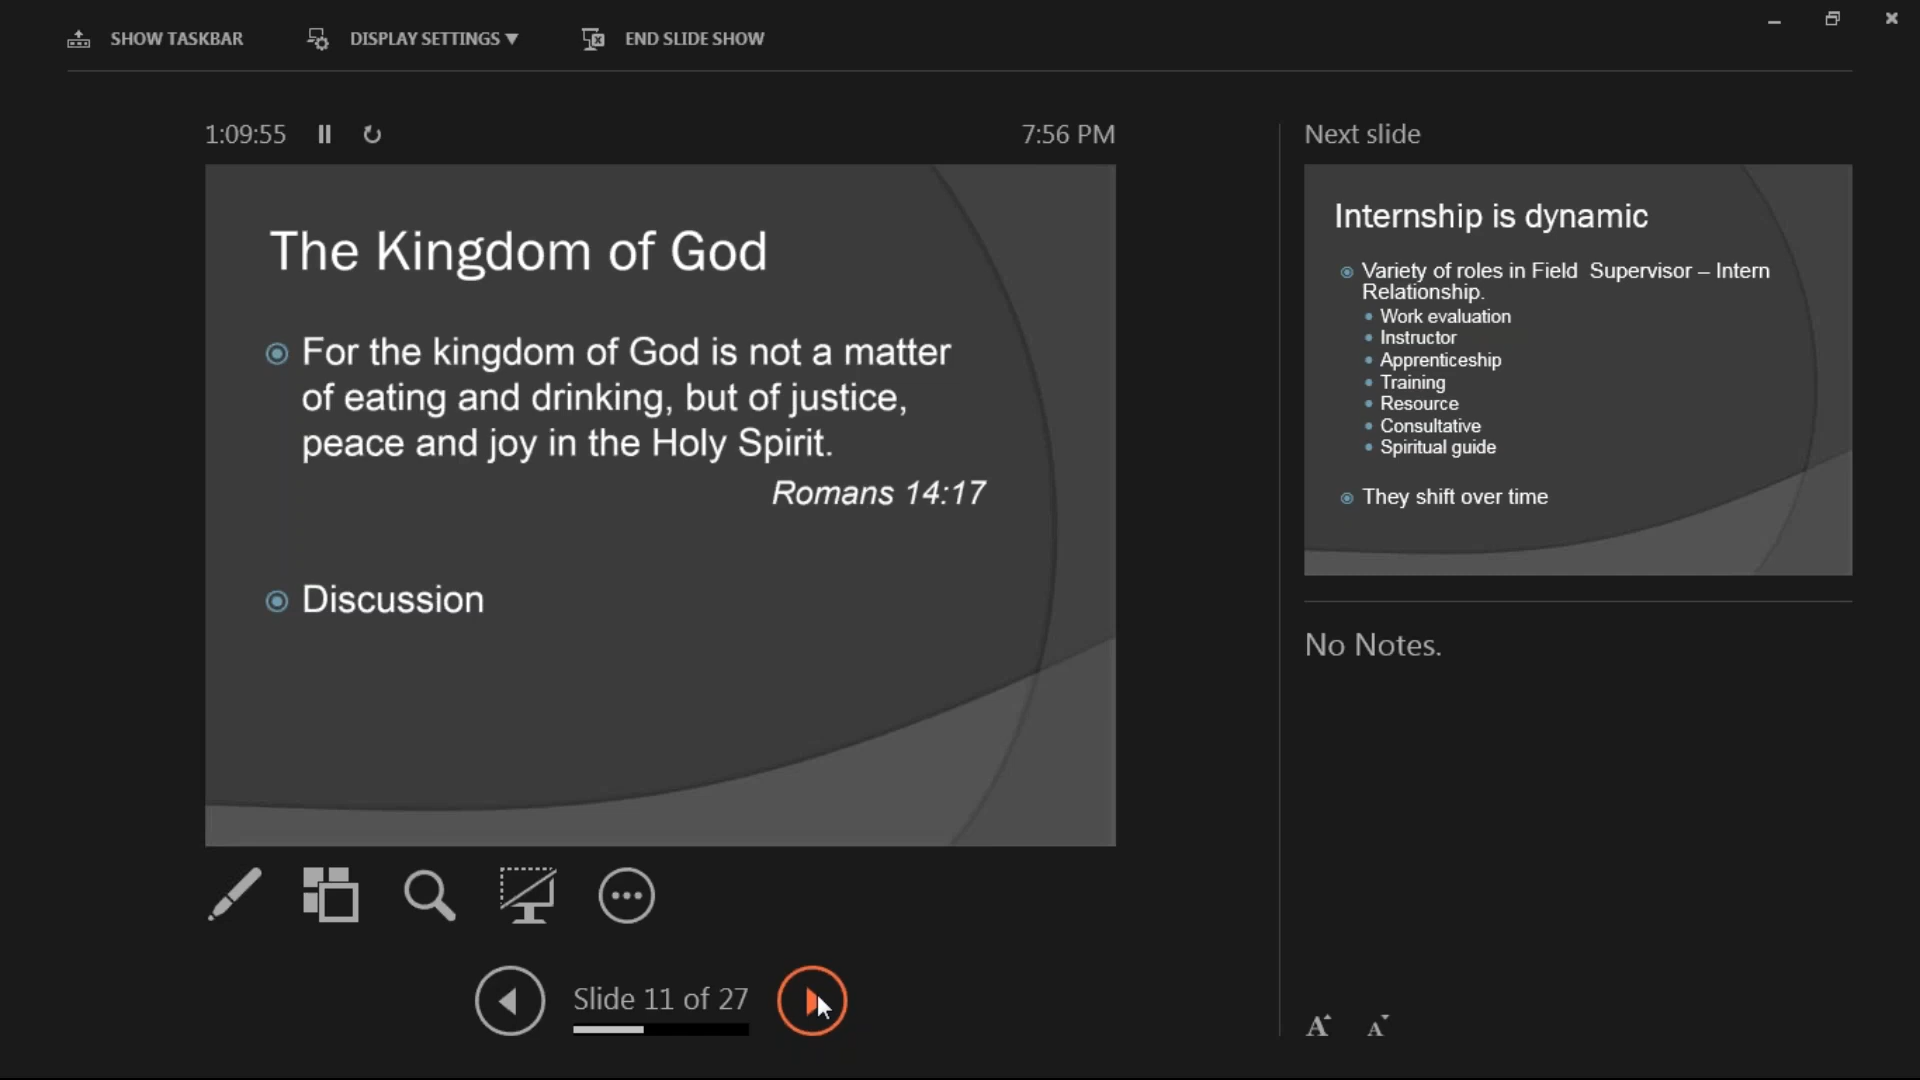 SHOW TASKBAR
DISPLAY SETTINGS ▼
END SLIDE SHOW
1:09:55
7:56 PM
The Kingdom of God
For the kingdom of God is not a matter
of eating and drinking, but of justice,
peace and joy in the Holy Spirit.
Romans 14:17
Discussion
Slide 11 of 27
Next slide
Internship is dynamic
Variety of roles in Field  Supervisor – Intern
Relationship.
Work evaluation
Instructor
Apprenticeship
Training
Resource
Consultative
Spiritual guide
They shift over time
No Notes.
A A